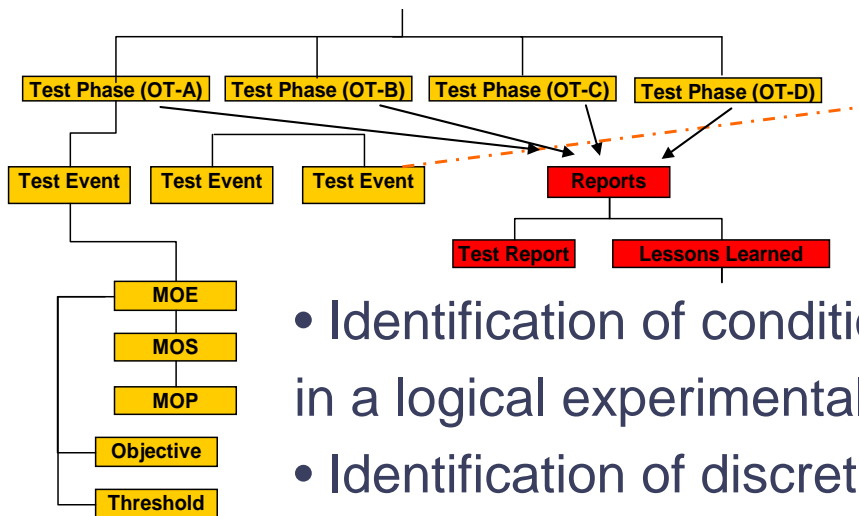 Test Phase (OT-A)
Test Phase (OT-B)
Test Phase (OT-C)
Test Phase (OT-D)
Test Event
Test Event
Test Event
Reports
Test Report
Lessons Learned
MOE
MOS
MOP
Objective
Threshold
• Identification of conditio
in a logical experimental
• Identification of discret